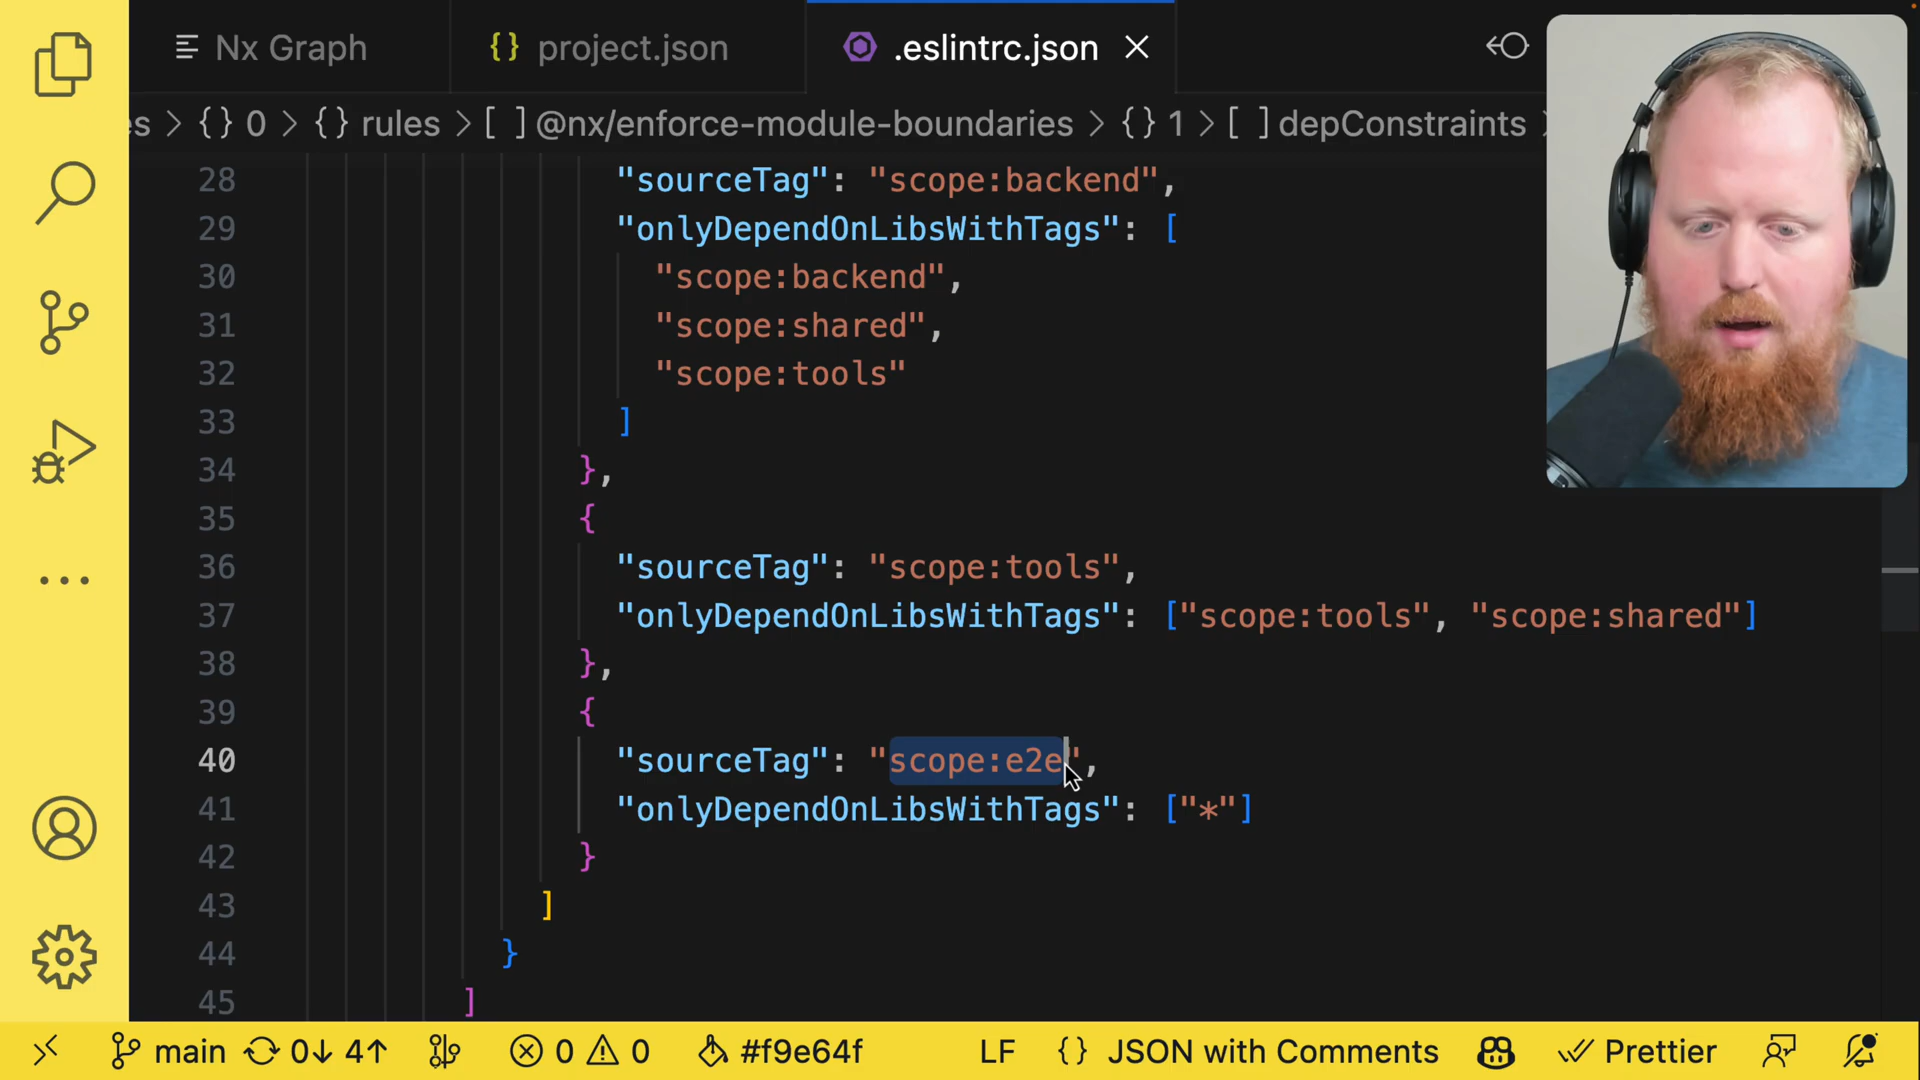 Nx Graph
{} project.json
.eslintrc.json
es > {} 0 > {} rules > [ ] @nx/enforce-module-boundaries > {} 1 > [ ] depConstraints
28 "sourceTag": "scope:backend",
29 "onlyDependOnLibsWithTags": [
30 "scope:backend",
31 "scope:shared",
32 "scope:tools"
33 ]
34 },
35 {
36 "sourceTag": "scope:tools",
37 "onlyDependOnLibsWithTags": ["scope:tools", "scope:shared"]
38 },
39 {
40 "sourceTag": "scope:e2e",
41 "onlyDependOnLibsWithTags": ["*"]
42 }
43 ]
44 }
45 ]
main 0↓ 4↑ 0 0 #f9e64f LF {} JSON with Comments Prettier